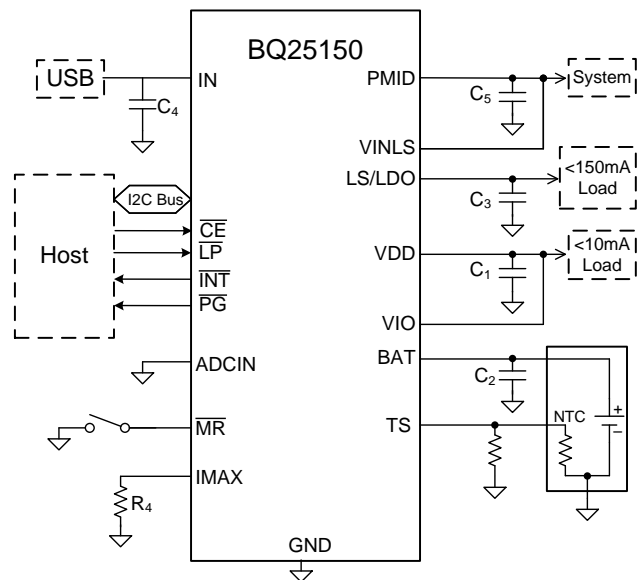 BQ25150
USB
IN
C4
PMID
C5
System
VINLS
LS/LDO
C3
<150mA
Load
I2C Bus
Host
CE
LP
INT
PG
VDD
C1
<10mA
Load
VIO
ADCIN
BAT
C2
+
−
MR
TS
NTC
IMAX
R4
GND